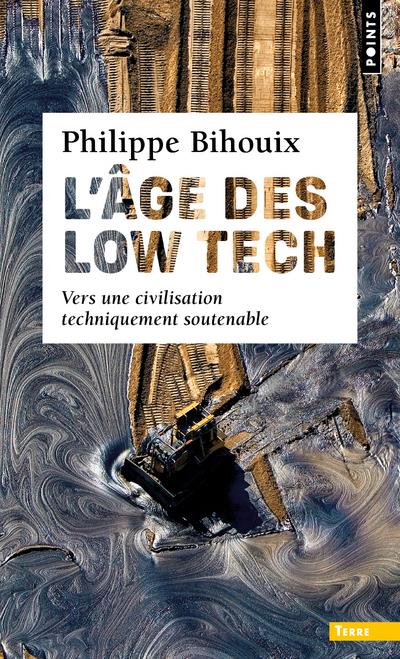 POINTS
Philippe Bihouix
L'ÂGE DES
LOW TECH
Vers une civilisation
techniquement soutenable
TERRE